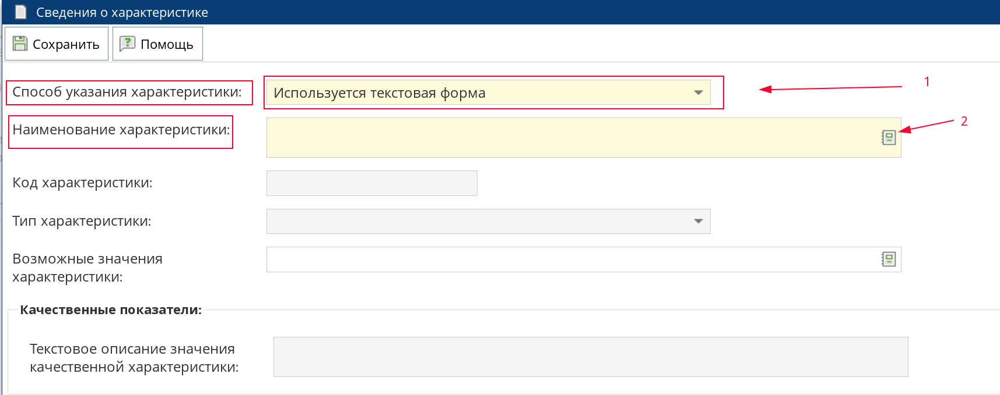 Сведения о характеристике
Сохранить
Помощь
Способ указания характеристики:
Используется текстовая форма
1
Наименование характеристики:
2
Код характеристики:
Тип характеристики:
Возможные значения
характеристики:
Качественные показатели:
Текстовое описание значения
качественной характеристики: